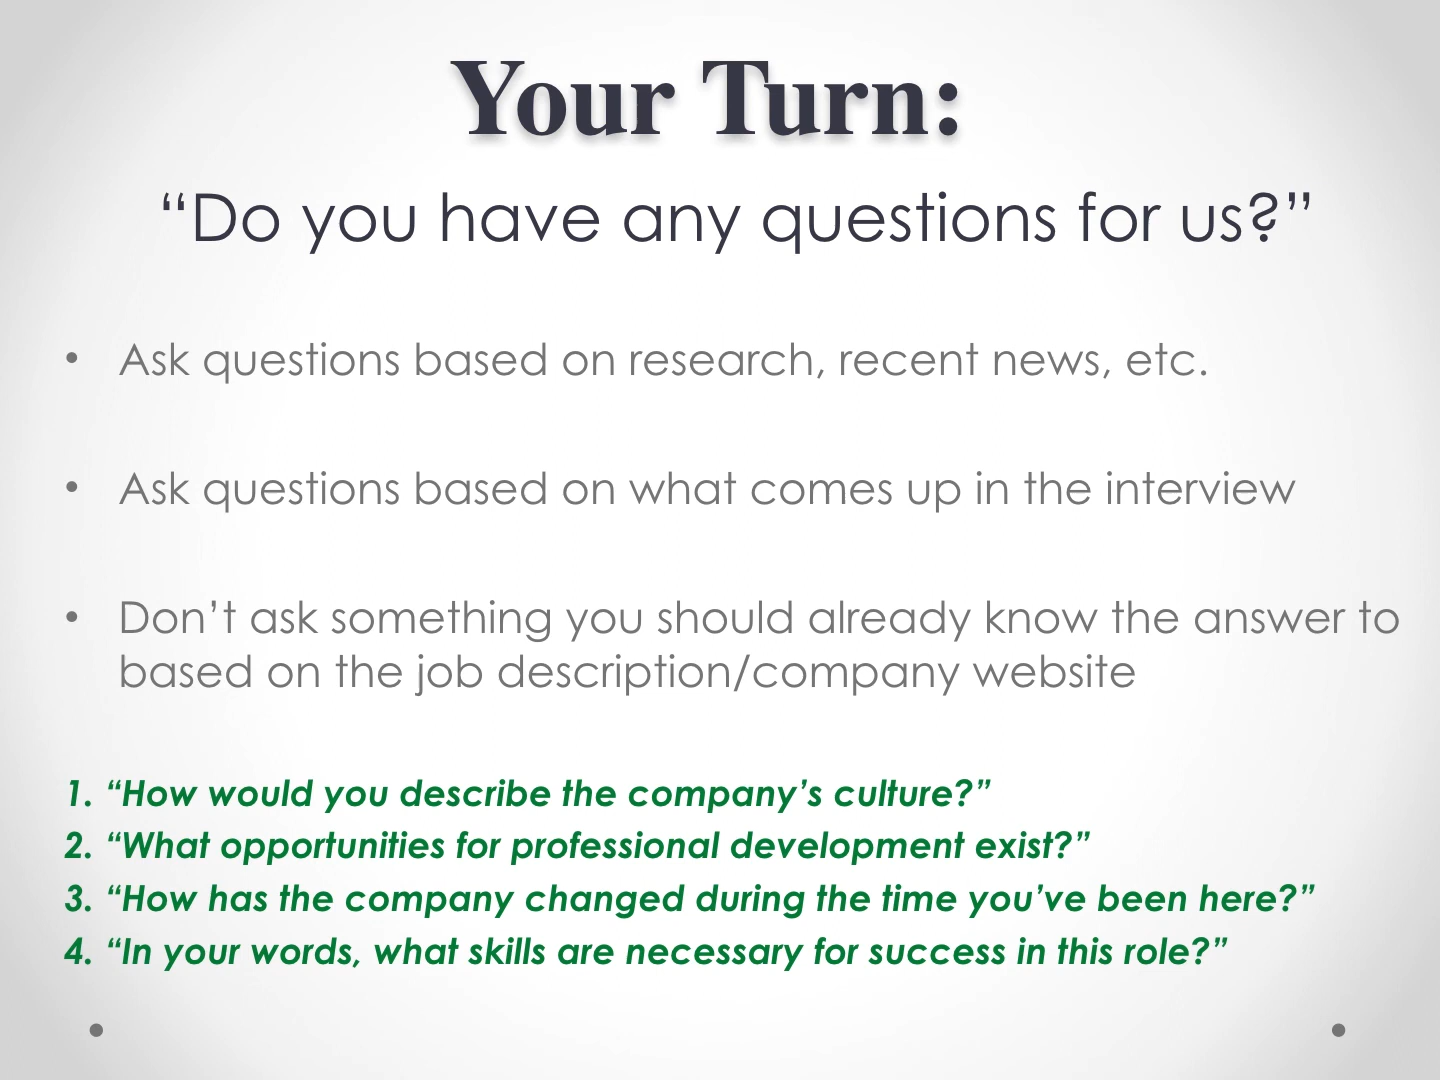 Your Turn:
“Do you have any questions for us?”
• Ask questions based on research, recent news, etc.
• Ask questions based on what comes up in the interview
• Don’t ask something you should already know the answer to
based on the job description/company website
1. “How would you describe the company’s culture?”
2. “What opportunities for professional development exist?”
3. “How has the company changed during the time you’ve been here?”
4. “In your words, what skills are necessary for success in this role?”